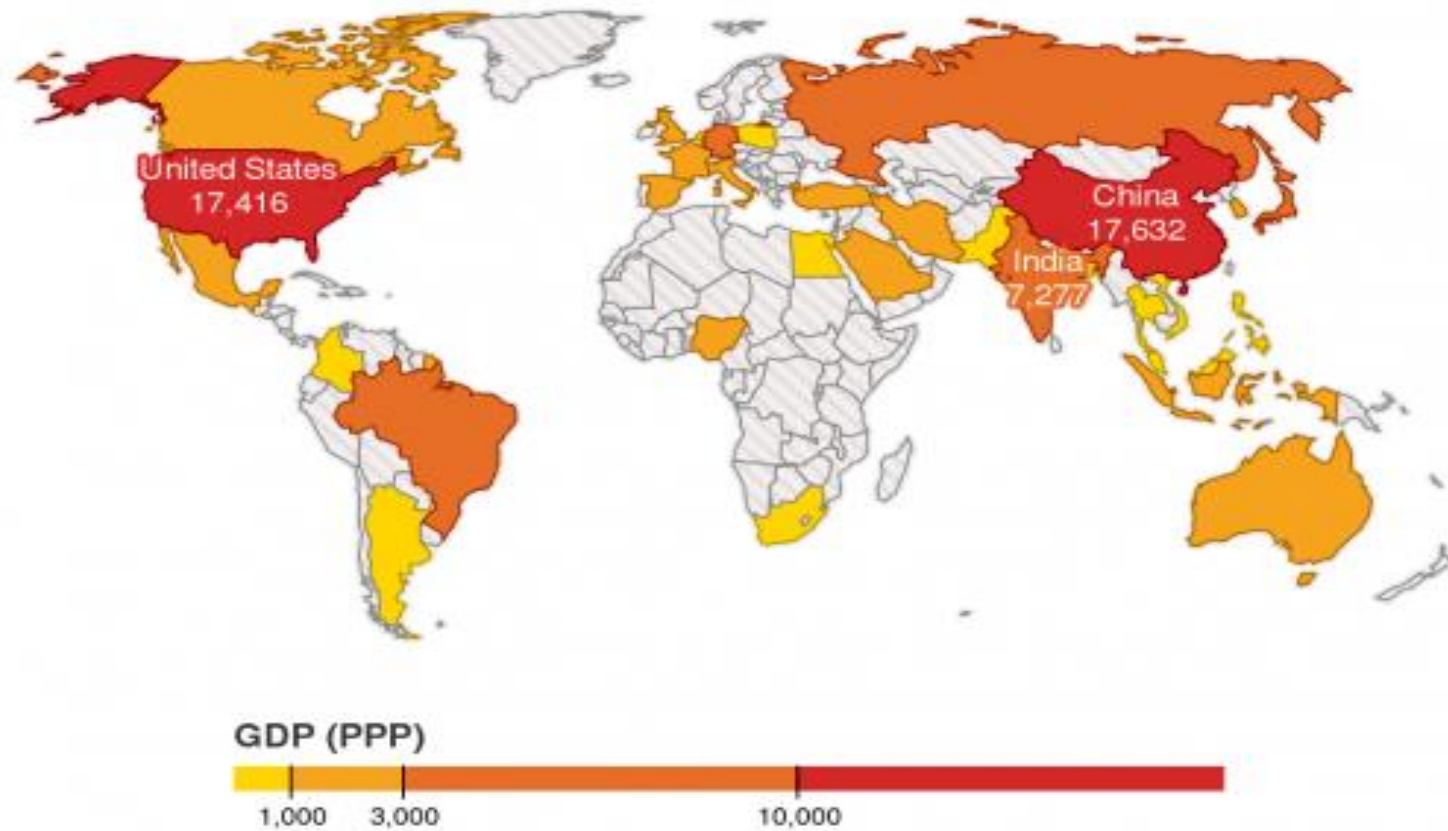 United States
17,416
China
17,632
India
7,277
GDP (PPP)
1,000 3,000 10,000